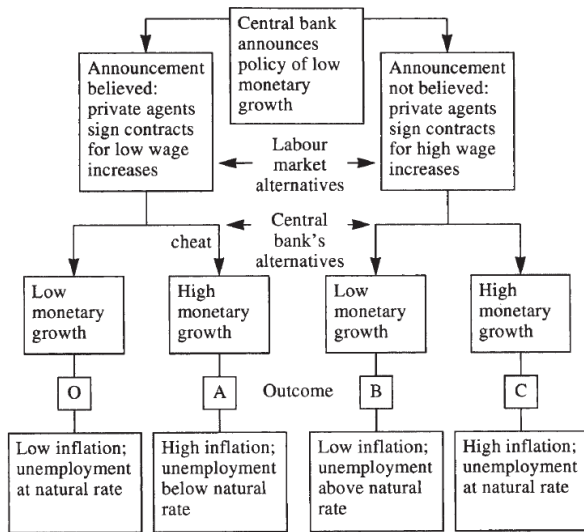 Central bank
announces
policy of low
monetary
growth
Announcement
believed:
private agents
sign contracts
for low wage
increases
Announcement
not believed:
private agents
sign contracts
for high wage
increases
Labour
market
alternatives
cheat
Central
bank's
alternatives
Low
monetary
growth
High
monetary
growth
Low
monetary
growth
High
monetary
growth
O
A
Outcome
B
C
Low inflation;
unemployment
at natural rate
High inflation;
unemployment
below natural
rate
Low inflation;
unemployment
above natural
rate
High inflation;
unemployment
at natural rate